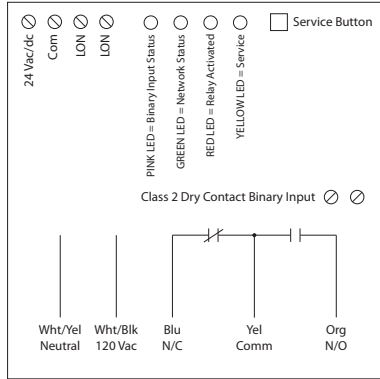 24 Vac/dc
Com
LON
LON
PINK LED = Binary Input Status
GREEN LED = Network Status
RED LED = Relay Activated
YELLOW LED = Service
Service Button
Class 2 Dry Contact Binary Input
Wht/Yel
Neutral
Wht/Blk
120 Vac
Blu
N/C
Yel
Comm
Org
N/O